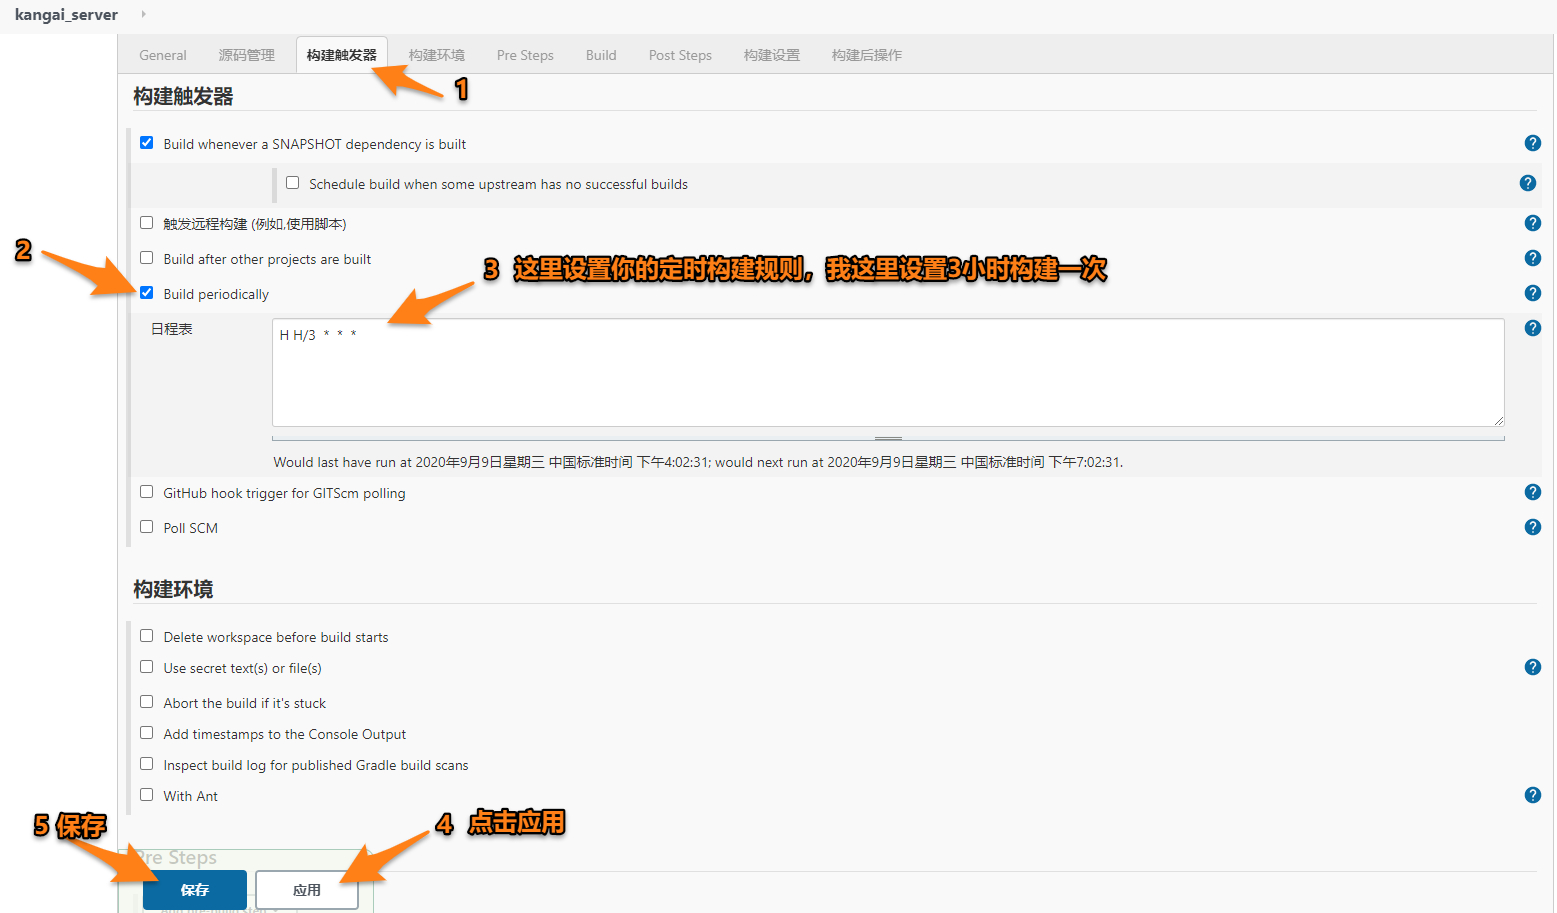 kangai_server
General 源码管理 构建触发器 构建环境 Pre Steps Build Post Steps 构建设置 构建后操作
1
构建触发器
Build whenever a SNAPSHOT dependency is built
Schedule build when some upstream has no successful builds
触发远程构建 (例如,使用脚本)
2
Build after other projects are built
3 这里设置你的定时构建规则，我这里设置3小时构建一次
Build periodically
日程表
H H/3 * * *
Would last have run at 2020年9月9日星期三 中国标准时间 下午4:02:31; would next run at 2020年9月9日星期三 中国标准时间 下午7:02:31.
GitHub hook trigger for GITScm polling
Poll SCM
构建环境
Delete workspace before build starts
Use secret text(s) or file(s)
Abort the build if it's stuck
Add timestamps to the Console Output
Inspect build log for published Gradle build scans
With Ant
5 保存
4 点击应用
Pre Steps
保存 应用